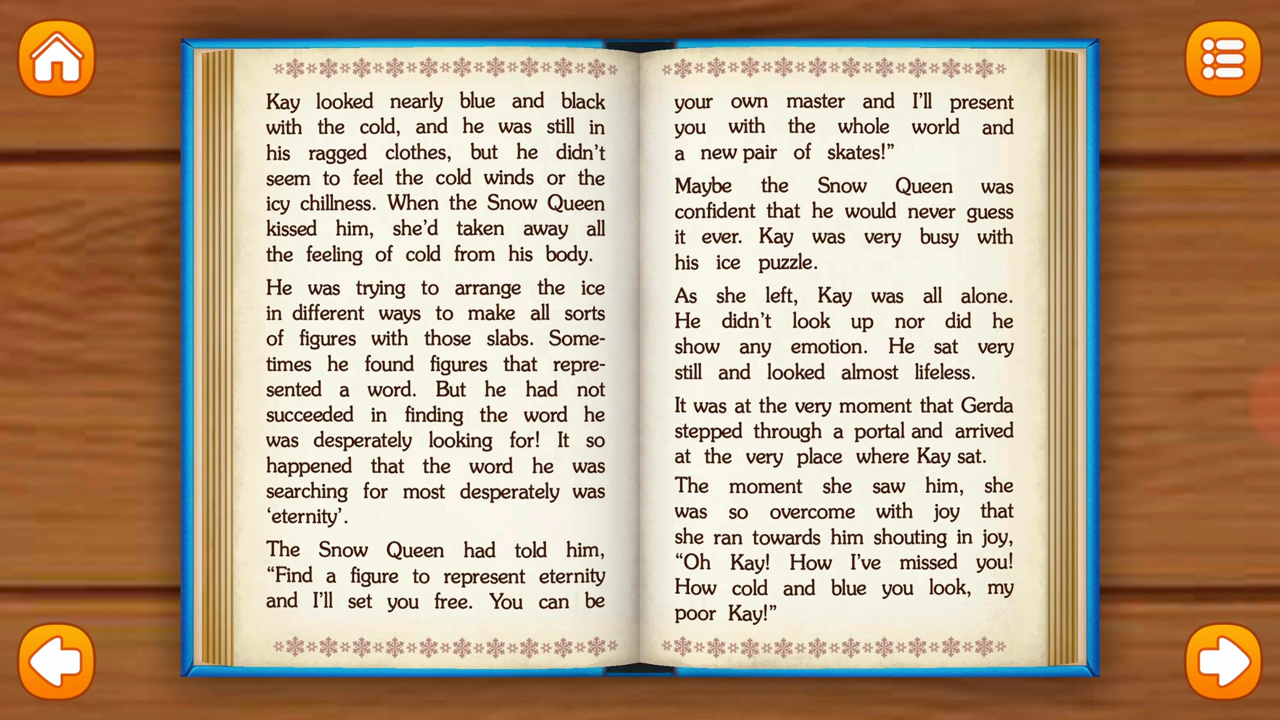 Kay looked nearly blue and black
with the cold, and he was still in
his ragged clothes, but he didn't
seem to feel the cold winds or the
icy chillness. When the Snow Queen
kissed him, she'd taken away all
the feeling of cold from his body.
He was trying to arrange the ice
in different ways to make all sorts
of figures with those slabs. Some-
times he found figures that repre-
sented a word. But he had not
succeeded in finding the word he
was desperately looking for! It so
happened that the word he was
searching for most desperately was
‘eternity’.
The Snow Queen had told him,
“Find a figure to represent eternity
and I’ll set you free. You can be
your own master and I’ll present
you with the whole world and
a new pair of skates!”
Maybe the Snow Queen was
confident that he would never guess
it ever. Kay was very busy with
his ice puzzle.
As she left, Kay was all alone.
He didn’t look up nor did he
show any emotion. He sat very
still and looked almost lifeless.
It was at the very moment that Gerda
stepped through a portal and arrived
at the very place where Kay sat.
The moment she saw him, she
was so overcome with joy that
she ran towards him shouting in joy,
“Oh Kay! How I’ve missed you!
How cold and blue you look, my
poor Kay!”